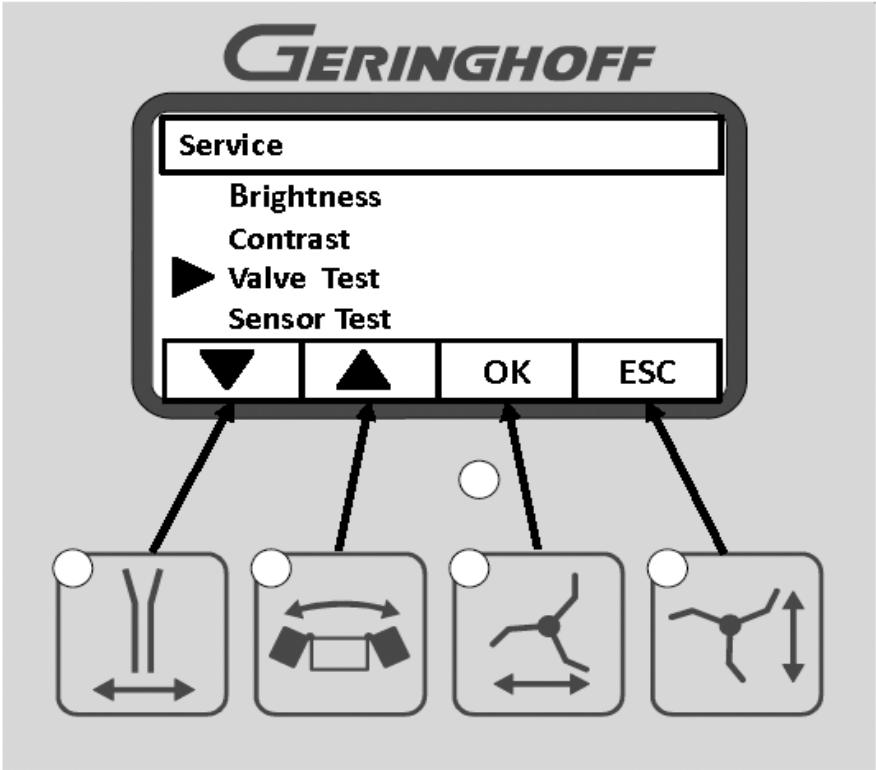 GERINGHOFF
Service
Brightness
Contrast
Valve Test
Sensor Test
OK
ESC